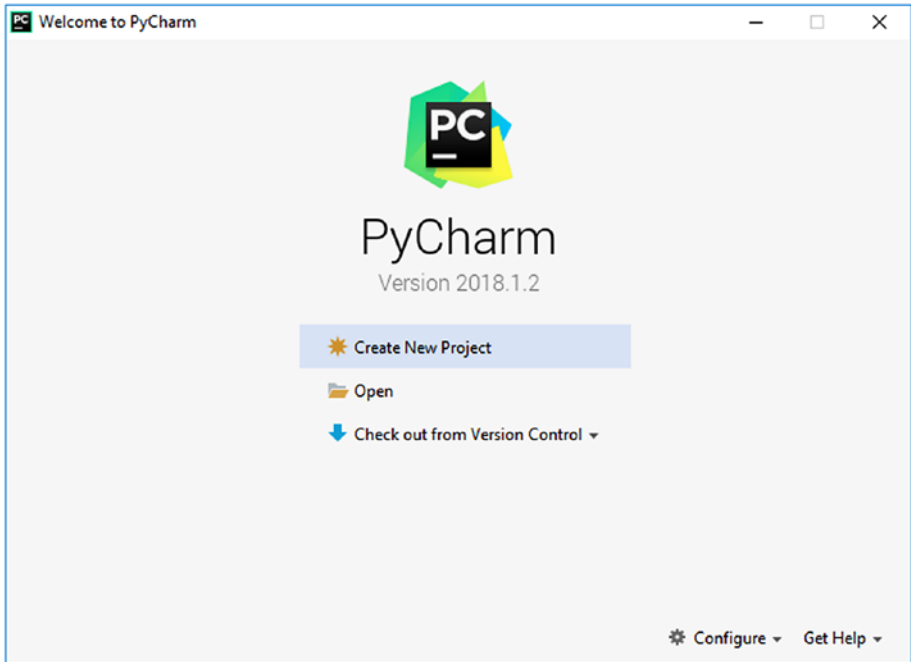 Welcome to PyCharm
PC
PyCharm
Version 2018.1.2
Create New Project
Open
Check out from Version Control
Configure
Get Help